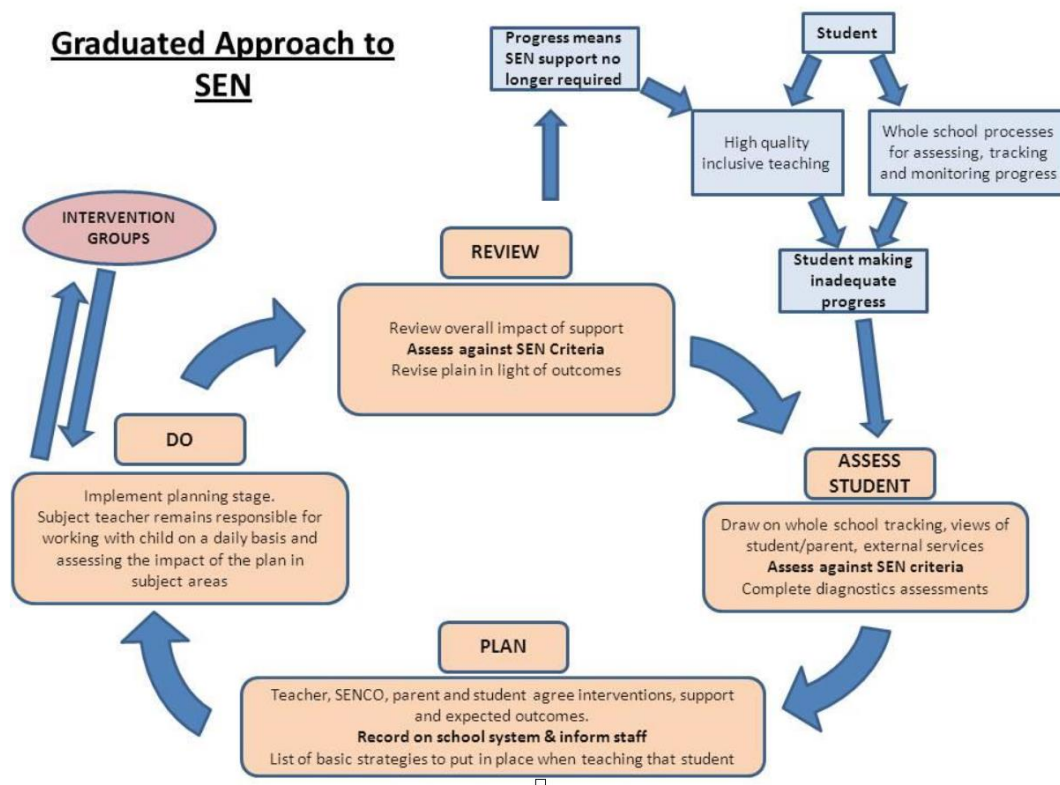 Graduated Approach to
SEN
Progress means
SEN support no
longer required
Student
High quality
inclusive teaching
Whole school processes
for assessing, tracking
and monitoring progress
Student making
inadequate
progress
INTERVENTION
GROUPS
REVIEW
Review overall impact of support
Assess against SEN Criteria
Revise plain in light of outcomes
DO
Implement planning stage.
Subject teacher remains responsible for
working with child on a daily basis and
assessing the impact of the plan in
subject areas
ASSESS
STUDENT
Draw on whole school tracking, views of
student/parent, external services
Assess against SEN criteria
Complete diagnostics assessments
PLAN
Teacher, SENCO, parent and student agree interventions, support
and expected outcomes.
Record on school system & inform staff
List of basic strategies to put in place when teaching that student